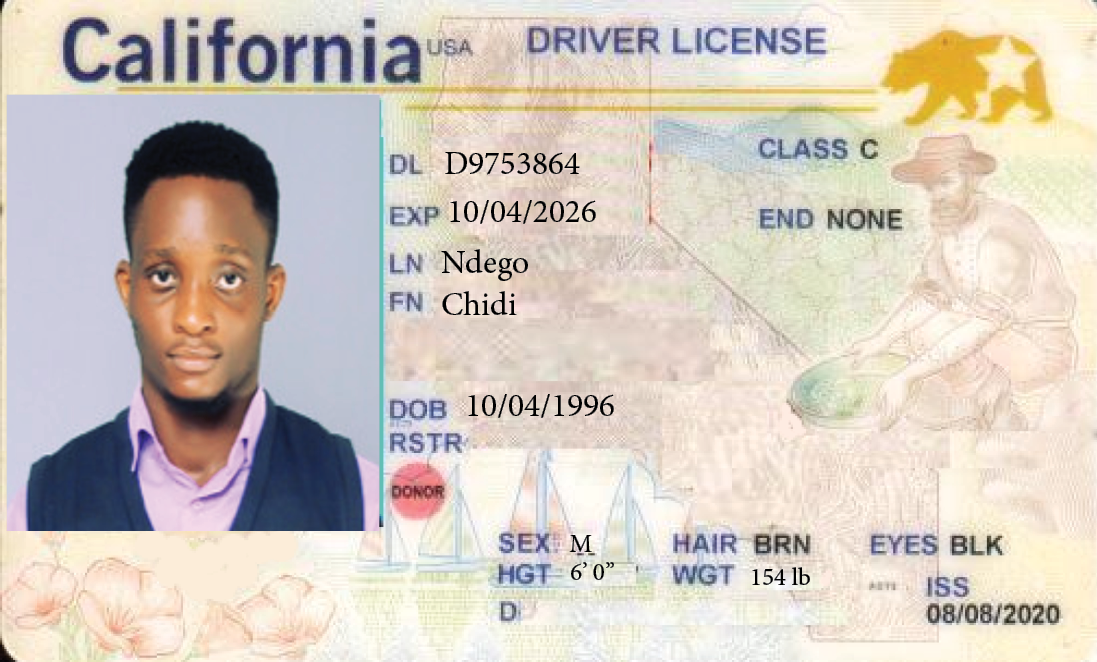 California USA DRIVER LICENSE
DL D9753864
CLASS C
EXP 10/04/2026
END NONE
LN Ndego
FN Chidi
DOB 10/04/1996
RSTR
DONOR
SEX M HAIR BRN EYES BLK
HGT 6’ 0” WGT 154 lb
ISS
D 08/08/2020